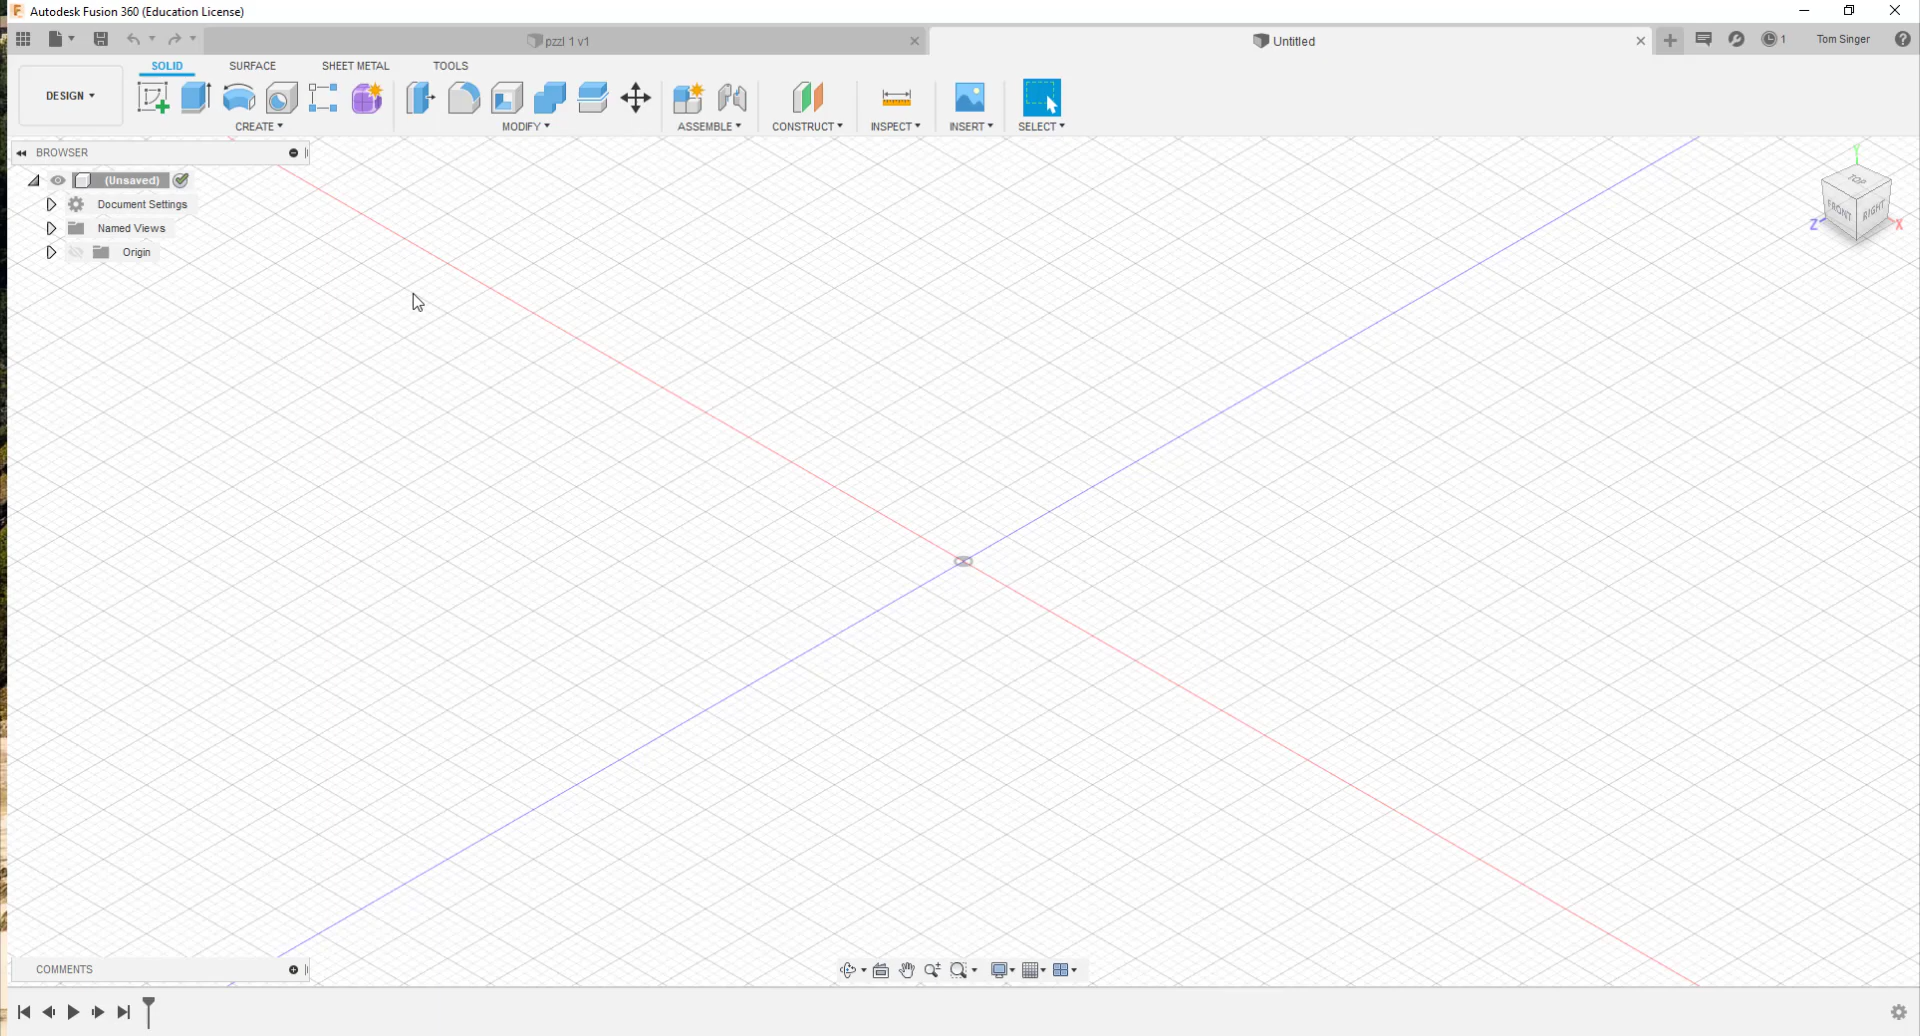 Autodesk Fusion 360 (Education License)
pzzl 1 v1
Untitled
1
Tom Singer
DESIGN
SOLID
SURFACE
SHEET METAL
TOOLS
CREATE
MODIFY
ASSEMBLE
CONSTRUCT
INSPECT
INSERT
SELECT
BROWSER
(Unsaved)
Document Settings
Named Views
Origin
Y
TOP
FRONT
RIGHT
Z
X
COMMENTS